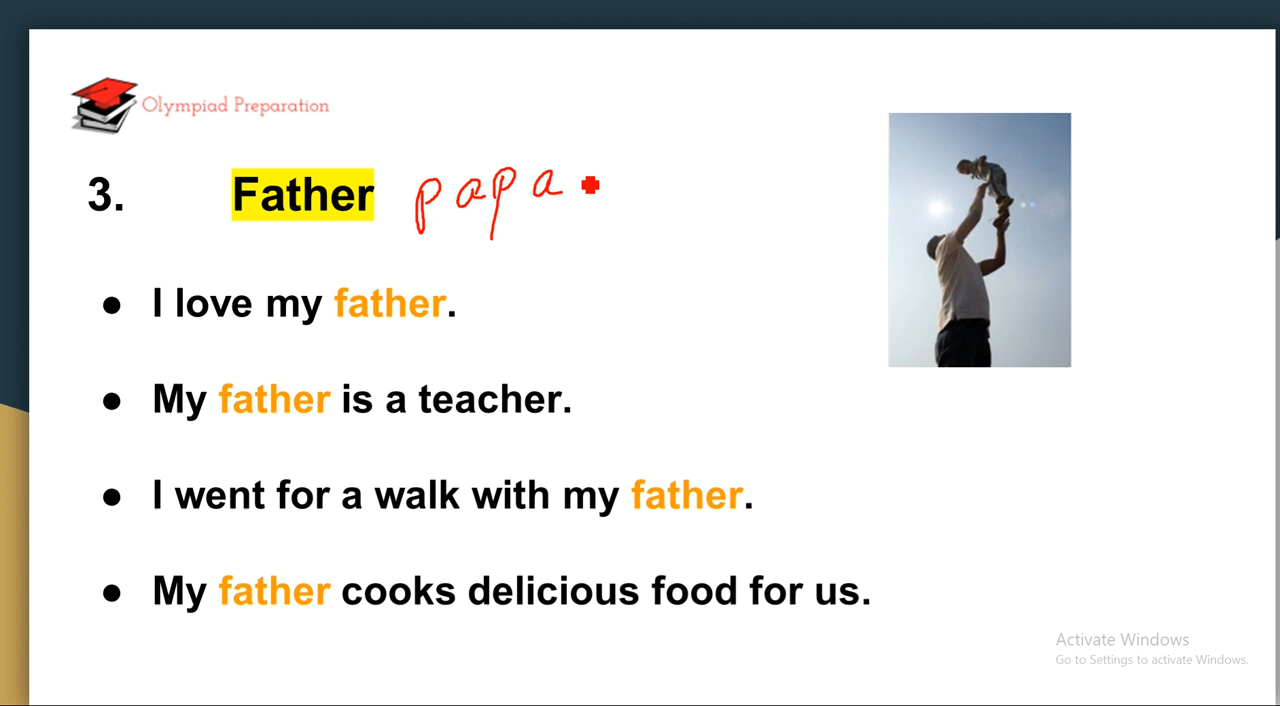 Olympiad Preparation
3. Father papa
● I love my father.
● My father is a teacher.
● I went for a walk with my father.
● My father cooks delicious food for us.
Activate Windows
Go to Settings to activate Windows.